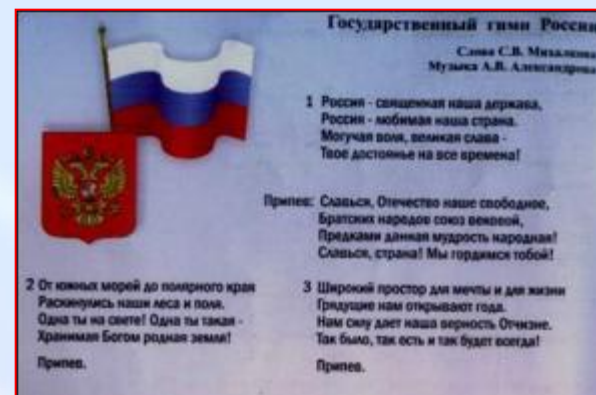 Государственный гимн России
Слова С.В. Михалкова
Музыка А.В. Александрова
1 Россия - священная наша держава,
Россия - любимая наша страна.
Могучая воля, великая слава -
Твое достоянье на все времена!
Припев: Славься, Отечество наше свободное,
Братских народов союз вековой,
Предками данная мудрость народная!
Славься, страна! Мы гордимся тобой!
2 От южных морей до полярного края
Раскинулись наши леса и поля.
Одна ты на свете! Одна ты такая -
Хранимая Богом родная земля!
Припев.
3 Широкий простор для мечты и для жизни
Грядущие нам открывают года.
Нам силу дает наша верность Отчизне.
Так было, так есть и так будет всегда!
Припев.